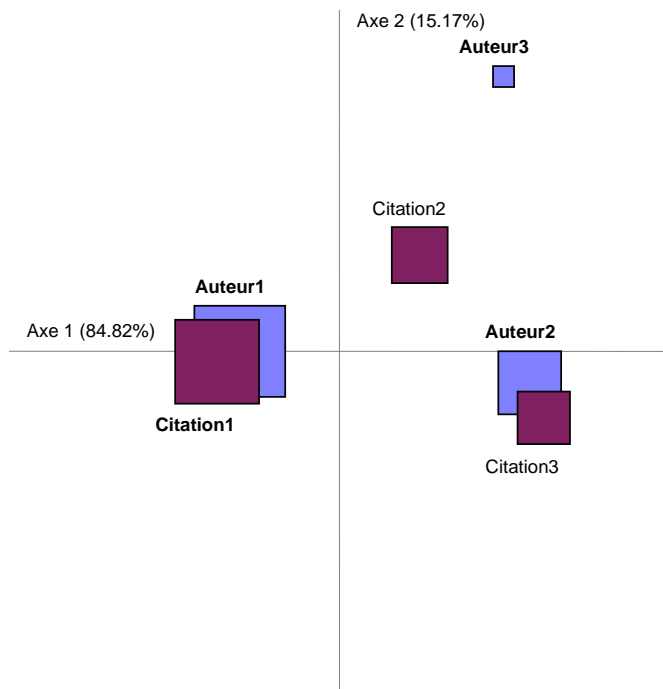 Axe 2 (15.17%)
Auteur3
Citation2
Auteur1
Axe 1 (84.82%)
Auteur2
Citation1
Citation3